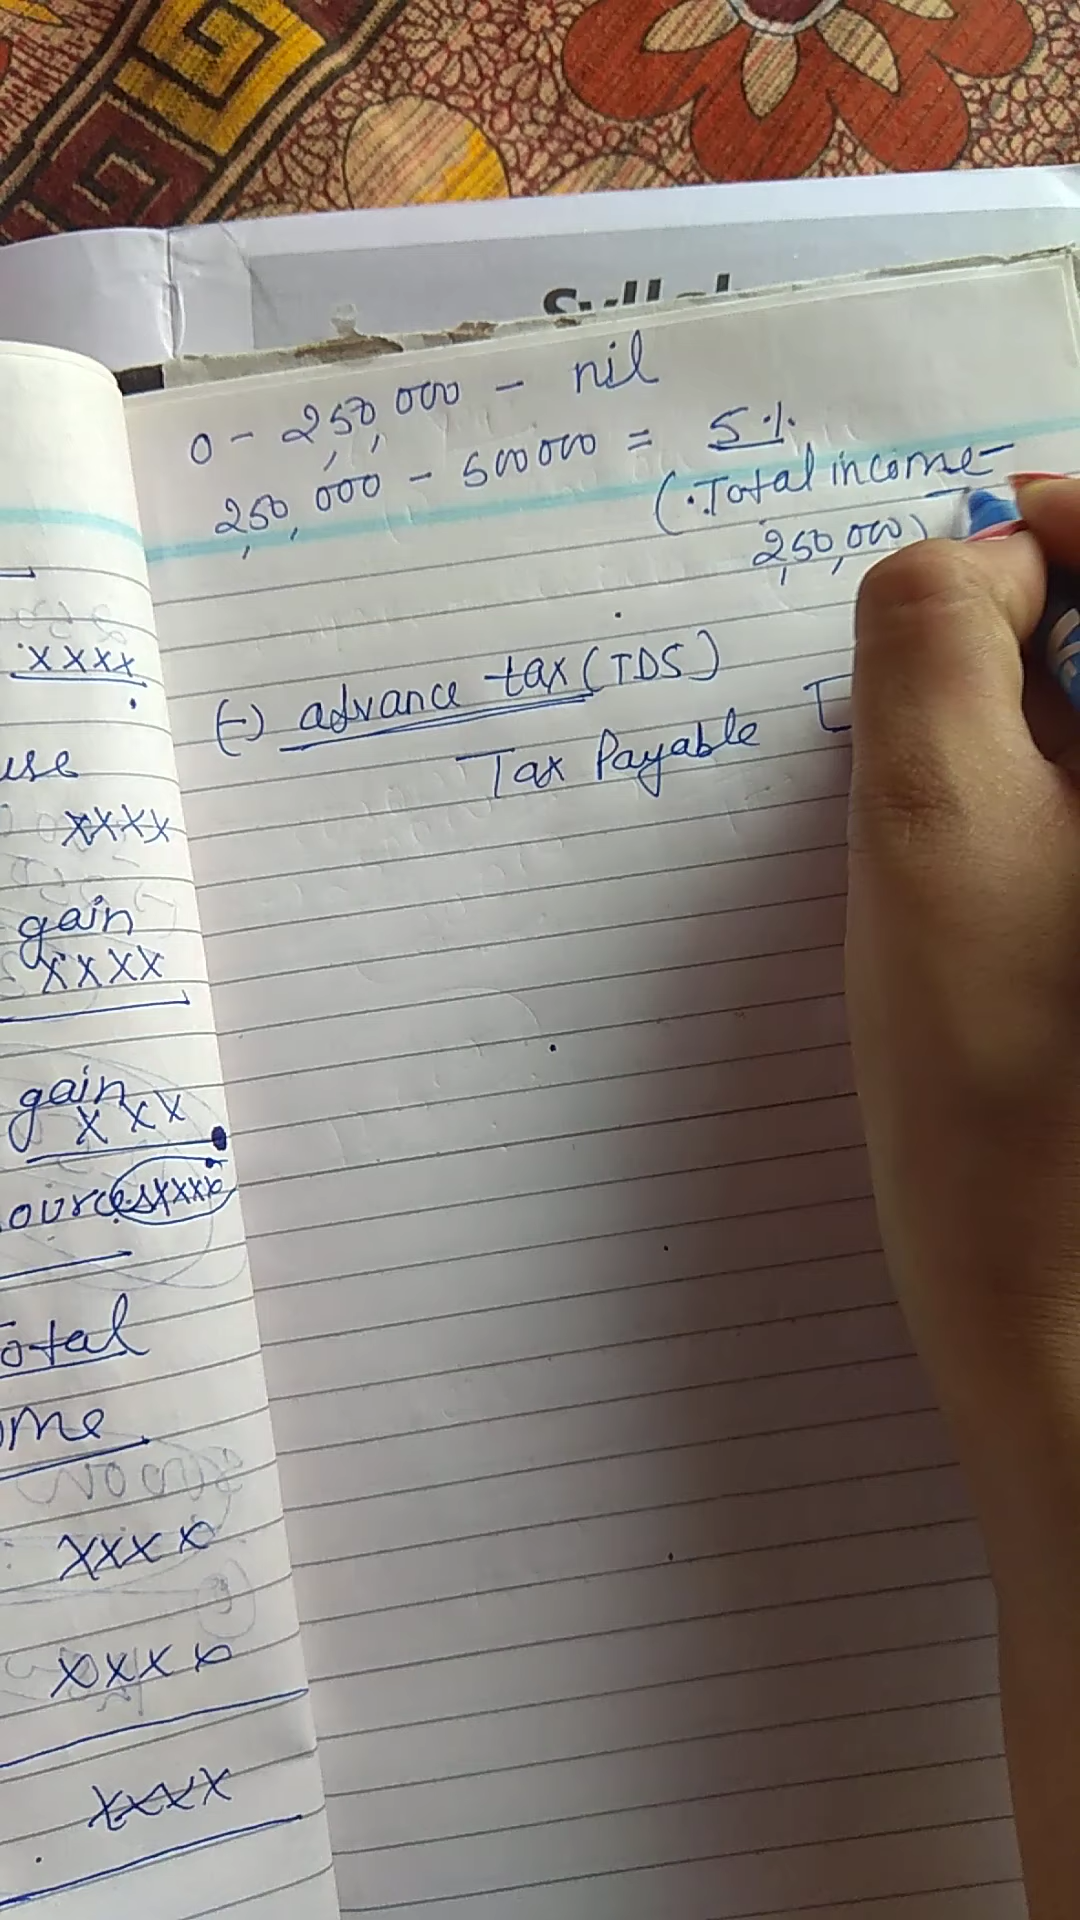 0 - 250,000 - nil
250,000 - 500000 = 5%
(Total income -
250,000)
(-) advance tax (TDS)
Tax Payable
xxxx
use
xxxx
gain
xxxx
gain
xxx
ources xxxx
otal
ome
xxxx
xxxx
xxxx